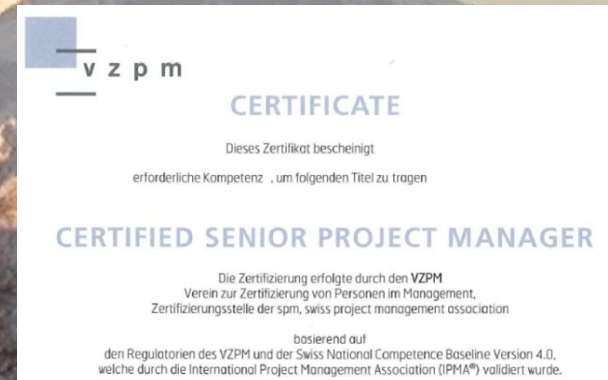 vzpm
CERTIFICATE
Dieses Zertifikat bescheinigt
erforderliche Kompetenz , um folgenden Titel zu tragen
CERTIFIED SENIOR PROJECT MANAGER
Die Zertifizierung erfolgte durch den VZPM
Verein zur Zertifizierung von Personen im Management,
Zertifizierungsstelle der spm, swiss project management association
basierend auf
den Regulatorien des VZPM und der Swiss National Competence Baseline Version 4.0,
welche durch die International Project Management Association (IPMA®) validiert wurde.